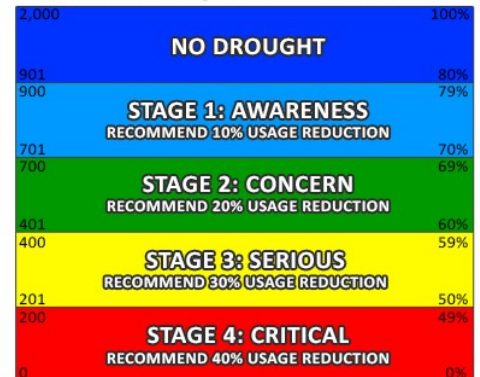 2,000 100%
NO DROUGHT
901 80%
900 79%
STAGE 1: AWARENESS
RECOMMEND 10% USAGE REDUCTION
701 70%
700 69%
STAGE 2: CONCERN
RECOMMEND 20% USAGE REDUCTION
401 60%
400 59%
STAGE 3: SERIOUS
RECOMMEND 30% USAGE REDUCTION
201 50%
200 49%
STAGE 4: CRITICAL
RECOMMEND 40% USAGE REDUCTION
0 0%